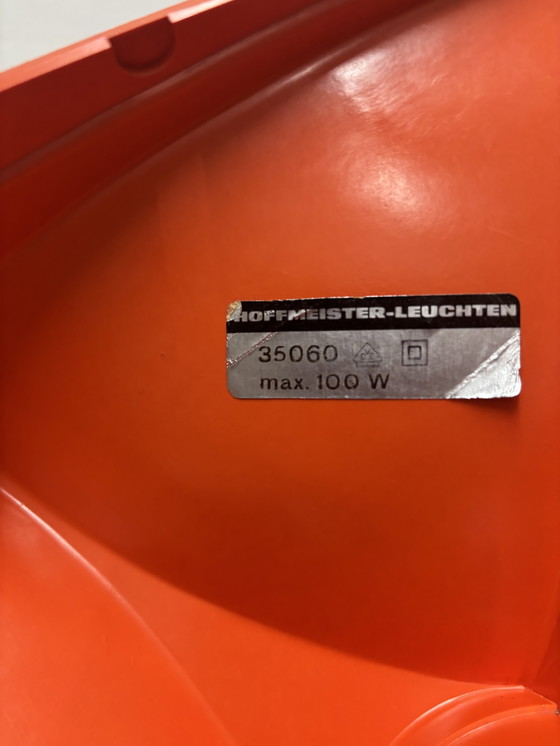 HOFFMEISTER-LEUCHTEN
35060
max. 100 W